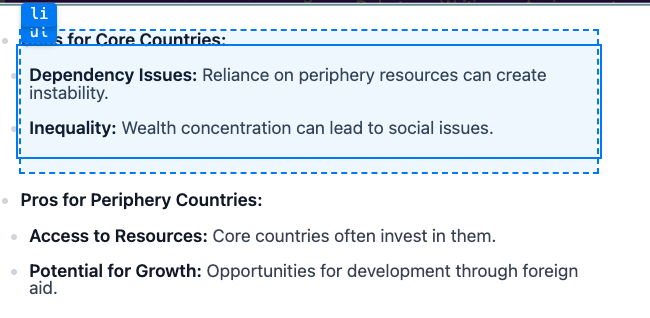 li
ul
s for Core Countries:
Dependency Issues: Reliance on periphery resources can create
instability.
Inequality: Wealth concentration can lead to social issues.
Pros for Periphery Countries:
Access to Resources: Core countries often invest in them.
Potential for Growth: Opportunities for development through foreign
aid.